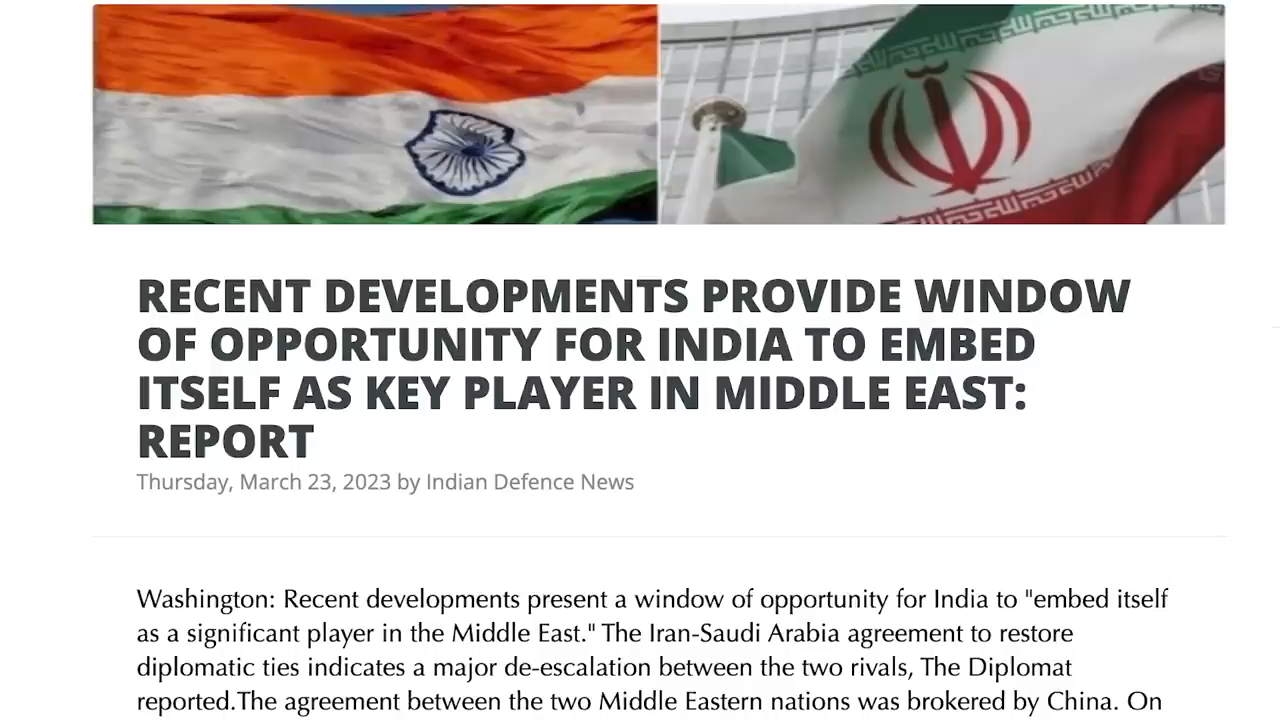 RECENT DEVELOPMENTS PROVIDE WINDOW
OF OPPORTUNITY FOR INDIA TO EMBED
ITSELF AS KEY PLAYER IN MIDDLE EAST:
REPORT
Thursday, March 23, 2023 by Indian Defence News
Washington: Recent developments present a window of opportunity for India to "embed itself
as a significant player in the Middle East." The Iran-Saudi Arabia agreement to restore
diplomatic ties indicates a major de-escalation between the two rivals, The Diplomat
reported.The agreement between the two Middle Eastern nations was brokered by China. On